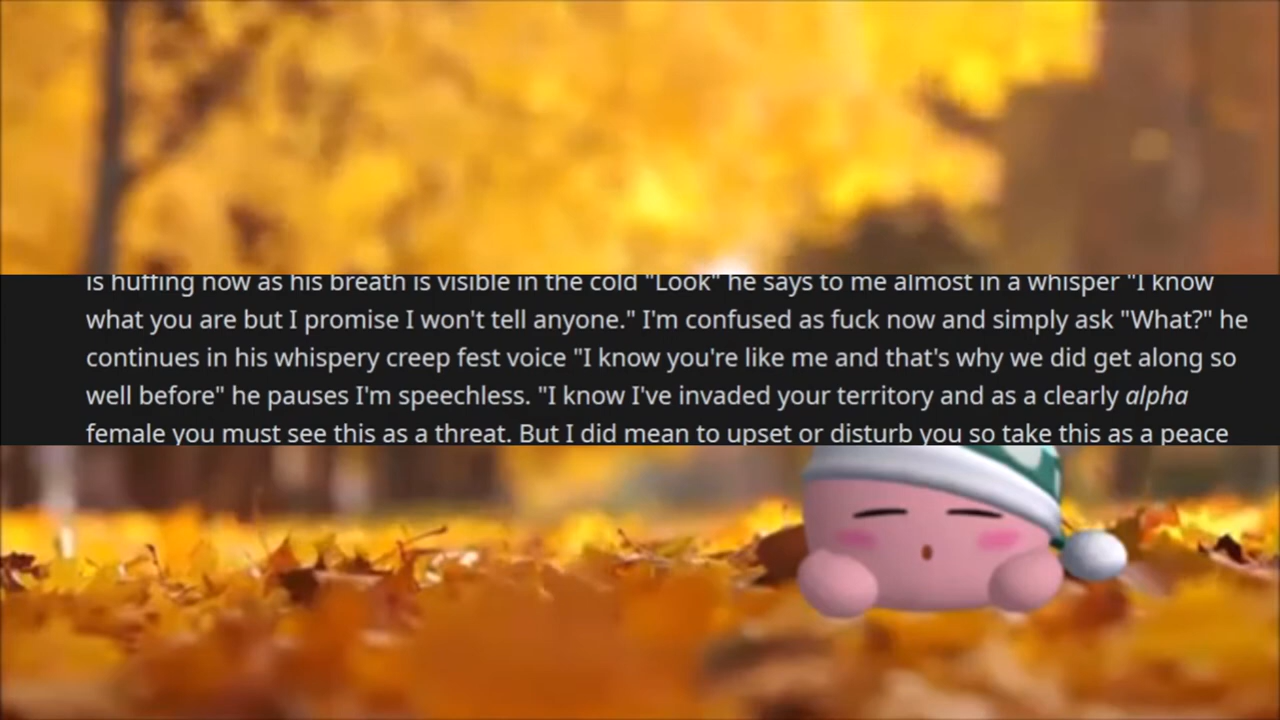 is huffing now as his breath is visible in the cold "Look" he says to me almost in a whisper "I know
what you are but I promise I won't tell anyone." I'm confused as fuck now and simply ask "What?" he
continues in his whispery creep fest voice "I know you're like me and that's why we did get along so
well before" he pauses I'm speechless. "I know I've invaded your territory and as a clearly alpha
female you must see this as a threat. But I did mean to upset or disturb you so take this as a peace